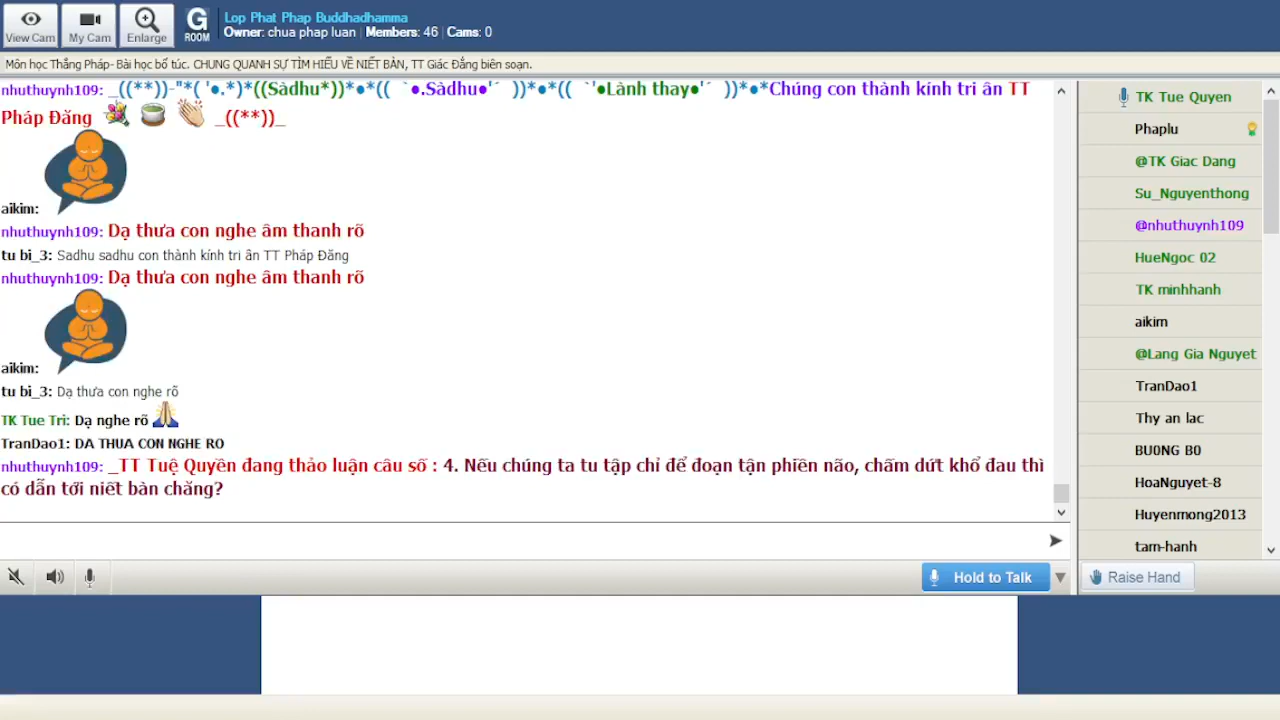 View Cam
My Cam
Enlarge
G
ROOM
Lop Phat Phap Buddhadhamma
Owner: chua phap luan | Members: 46 | Cams: 0
Môn học Thắng Pháp- Bài học bổ túc. CHUNG QUANH SỰ TÌM HIỂU VỀ NIẾT BÀN, TT Giác Đẳng biên soạn.
nhuthuynh109: _((**))-"*( '●.*)*((Sàdhu*))*●*((  `●.Sàdhu●'´  ))*●*((  `'●Lành thay●'´  ))*●*Chúng con thành kính tri ân TT
Pháp Đăng _((**))_
aikim:
nhuthuynh109: Dạ thưa con nghe âm thanh rõ
tu bi_3: Sadhu sadhu con thành kính tri ân TT Pháp Đăng
nhuthuynh109: Dạ thưa con nghe âm thanh rõ
aikim:
tu bi_3: Dạ thưa con nghe rõ
TK Tue Tri: Dạ nghe rõ
TranDao1: DA THUA CON NGHE RO
nhuthuynh109: _TT Tuệ Quyền đang thảo luận câu số : 4. Nếu chúng ta tu tập chỉ để đoạn tận phiền não, chấm dứt khổ đau thì
có dẫn tới niết bàn chăng?
TK Tue Quyen
Phaplu
@TK Giac Dang
Su_Nguyenthong
@nhuthuynh109
HueNgoc 02
TK minhhanh
aikim
@Lang Gia Nguyet
TranDao1
Thy an lac
BU0NG B0
HoaNguyet-8
Huyenmong2013
tam-hanh
Hold to Talk
Raise Hand